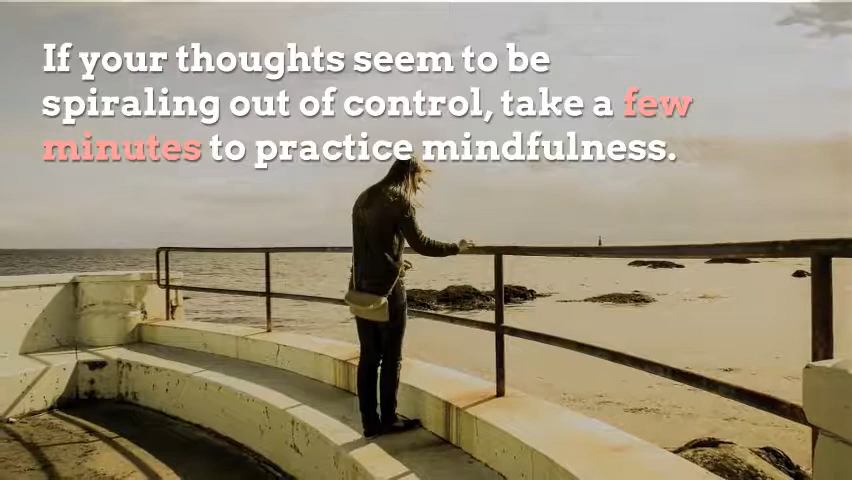 If your thoughts seem to be
spiraling out of control, take a few
minutes to practice mindfulness.